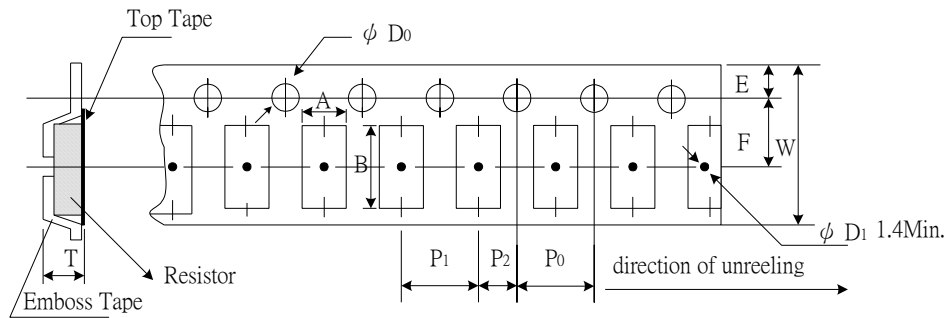 Top Tape
ϕ D0
A
E
F
W
B
ϕ D1 1.4Min.
T
P1
P2
P0
direction of unreeling
Resistor
Emboss Tape